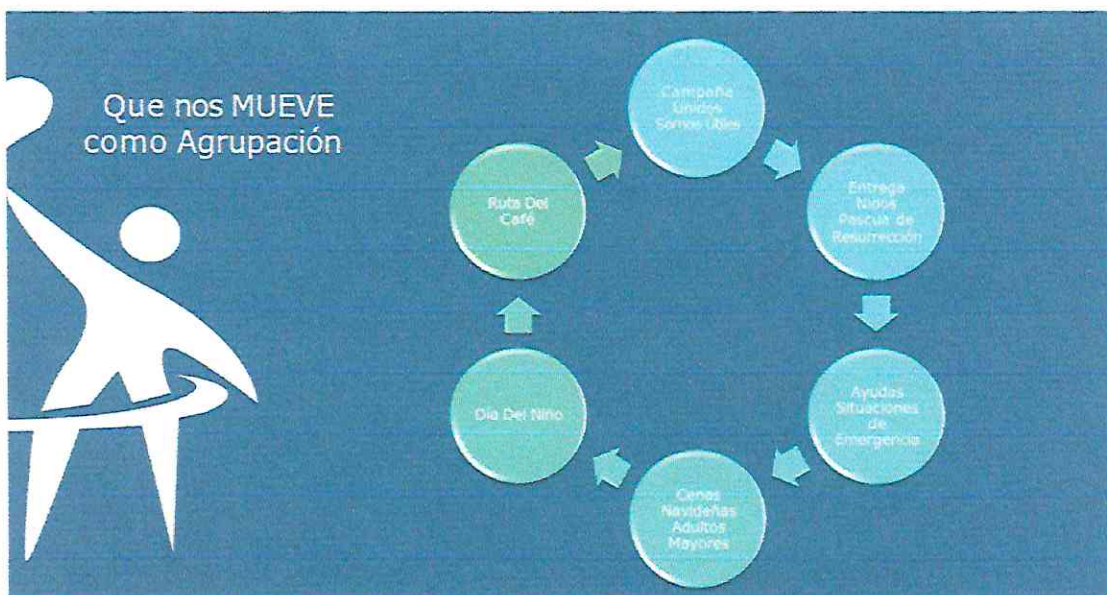 Que nos MUEVE
como Agrupación
Campaña
Unidos
Somos Útiles
Entrega
Nidos
Pascua de
Resurrección
Ayudas
Situaciones
de
Emergencia
Cenas
Navideñas
Adultos
Mayores
Día Del Niño
Ruta Del
Café